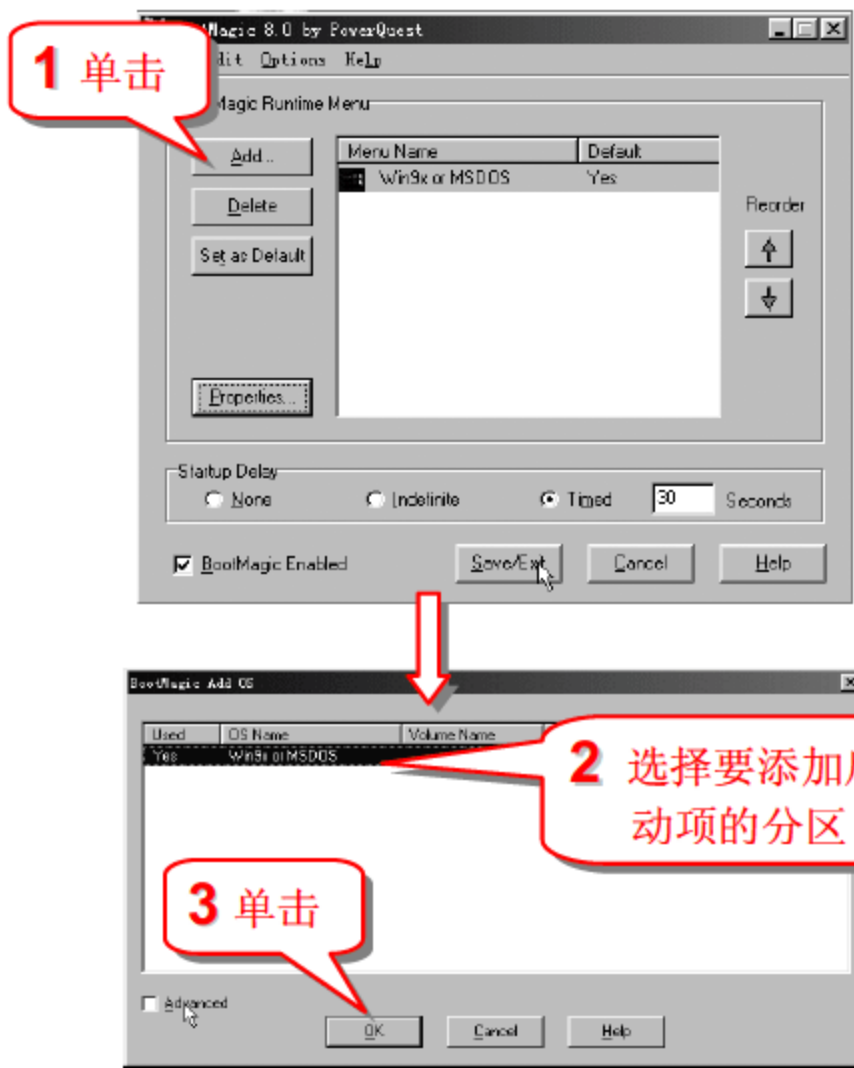 Magic 8.0 by PowerQuest
dit Options Help
1 单击
Magic Runtime Menu
Add..
Menu Name Default
Win9x or MSDOS Yes
Delete
Reorder
Set as Default
Properties...
Startup Delay
None Indefinite Timed 30 Seconds
BootMagic Enabled Save/Exit Cancel Help
BootMagic Add OS
Used OS Name Volume Name
Yes Win9x or MSDOS
2 选择要添加
动项的分区
3 单击
Advanced
OK Cancel Help